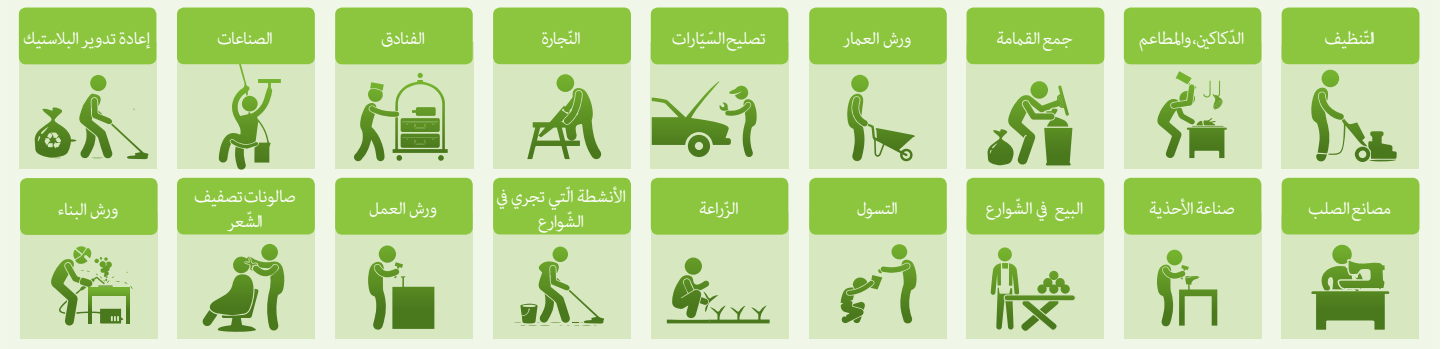 التّنظيف
الدّكاكين والمطاعم
جمع القمامة
ورش العمار
تصليح السّيّارات
النّجارة
الفنادق
الصناعات
إعادة تدوير البلاستيك
مصانع الصلب
صناعة الأحذية
البيع في الشّوارع
التسول
الزّراعة
الأنشطة الّتي تجري في
الشّوارع
ورش العمل
صالونات تصفيف
الشّعر
ورش البناء